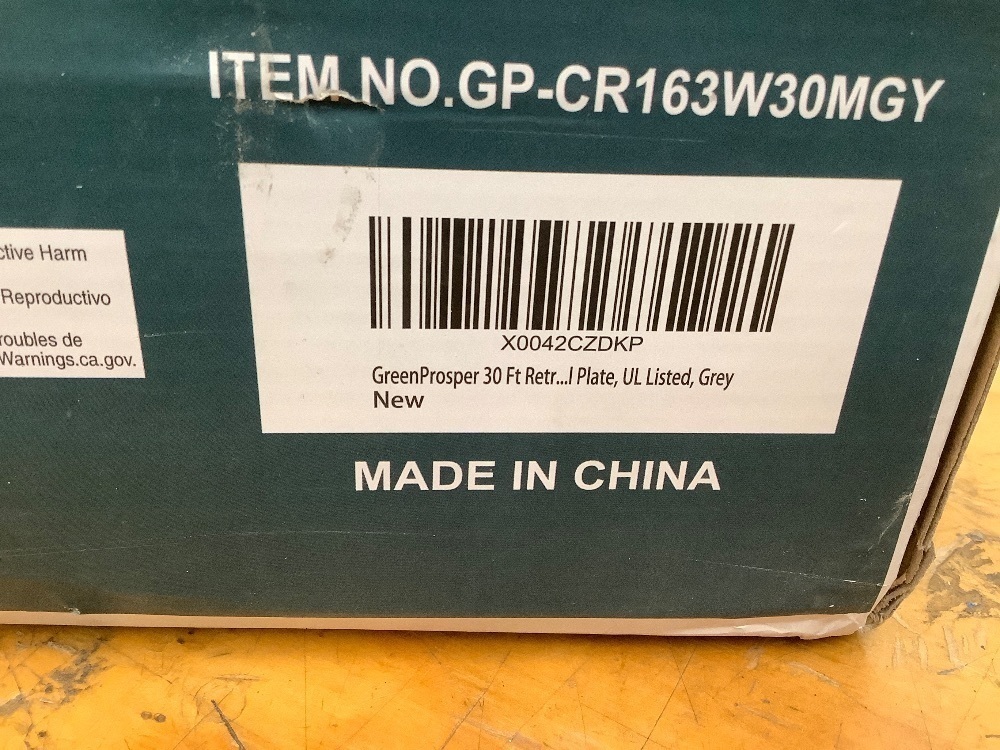 ITEM NO.GP-CR163W30MGY
ctive Harm
Reproductivo
roubles de
Warnings.ca.gov.
X0042CZDKP
GreenProsper 30 Ft Retr...l Plate, UL Listed, Grey
New
MADE IN CHINA